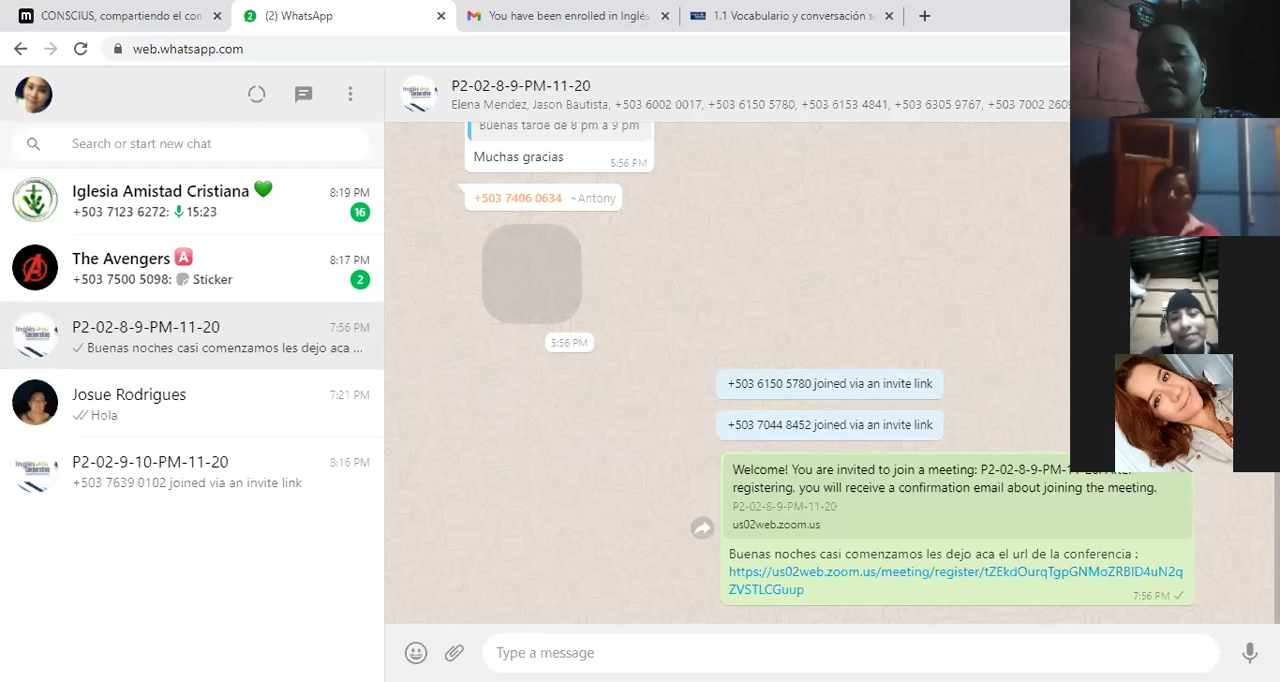 CONSCIUS, compartiendo el con
(2) WhatsApp
You have been enrolled in Inglés
1.1 Vocabulario y conversación s
web.whatsapp.com
P2-02-8-9-PM-11-20
Elena Mendez, Jason Bautista, +503 6002 0017, +503 6150 5780, +503 6153 4841, +503 6305 9767, +503 7002 2609
Search or start new chat
Iglesia Amistad Cristiana 💚 8:19 PM
+503 7123 6272: 15:23 16
The Avengers 🅰 8:17 PM
+503 7500 5098: Sticker 2
P2-02-8-9-PM-11-20 7:56 PM
Buenas noches casi comenzamos les dejo aca ...
Josue Rodrigues 7:21 PM
Hola
P2-02-9-10-PM-11-20 8:16 PM
+503 7639 0102 joined via an invite link
Buenas tarde de 8 pm a 9 pm
Muchas gracias 5:56 PM
+503 7406 0634 ~Antony
5:56 PM
+503 6150 5780 joined via an invite link
+503 7044 8452 joined via an invite link
Welcome! You are invited to join a meeting: P2-02-8-9-PM-
registering, you will receive a confirmation email about joining the meeting.
P2-02-8-9-PM-11-20
us02web.zoom.us
Buenas noches casi comenzamos les dejo aca el url de la conferencia :
https://us02web.zoom.us/meeting/register/tZEkdOurqTgpGNMoZRBID4uN2q
ZVSTLCGuup
7:56 PM
Type a message